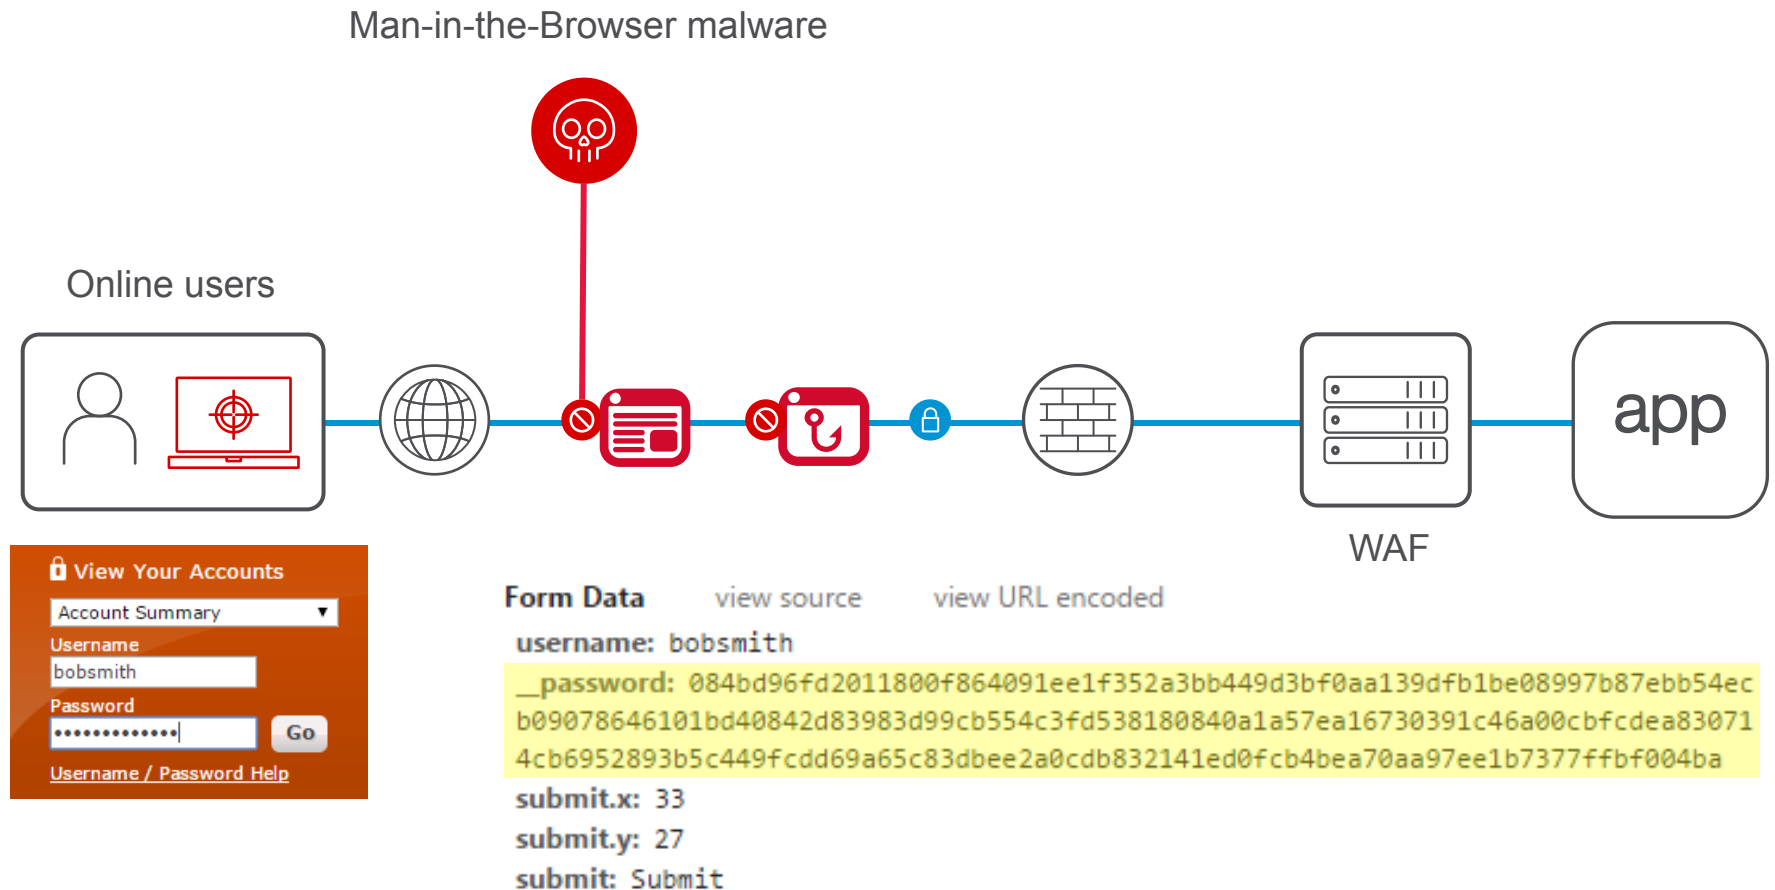 Man-in-the-Browser malware
Online users
app
WAF
View Your Accounts
Account Summary
Username
bobsmith
Password
•••••••••••••
Go
Username / Password Help
Form Data view source view URL encoded
username: bobsmith
__password: 084bd96fd2011800f864091ee1f352a3bb449d3bf0aa139dfb1be08997b87ebb54ec
b09078646101bd40842d83983d99cb554c3fd538180840a1a57ea16730391c46a00cbfcdea83071
4cb6952893b5c449fcdd69a65c83dbee2a0cdb832141ed0fcb4bea70aa97ee1b7377ffbf004ba
submit.x: 33
submit.y: 27
submit: Submit